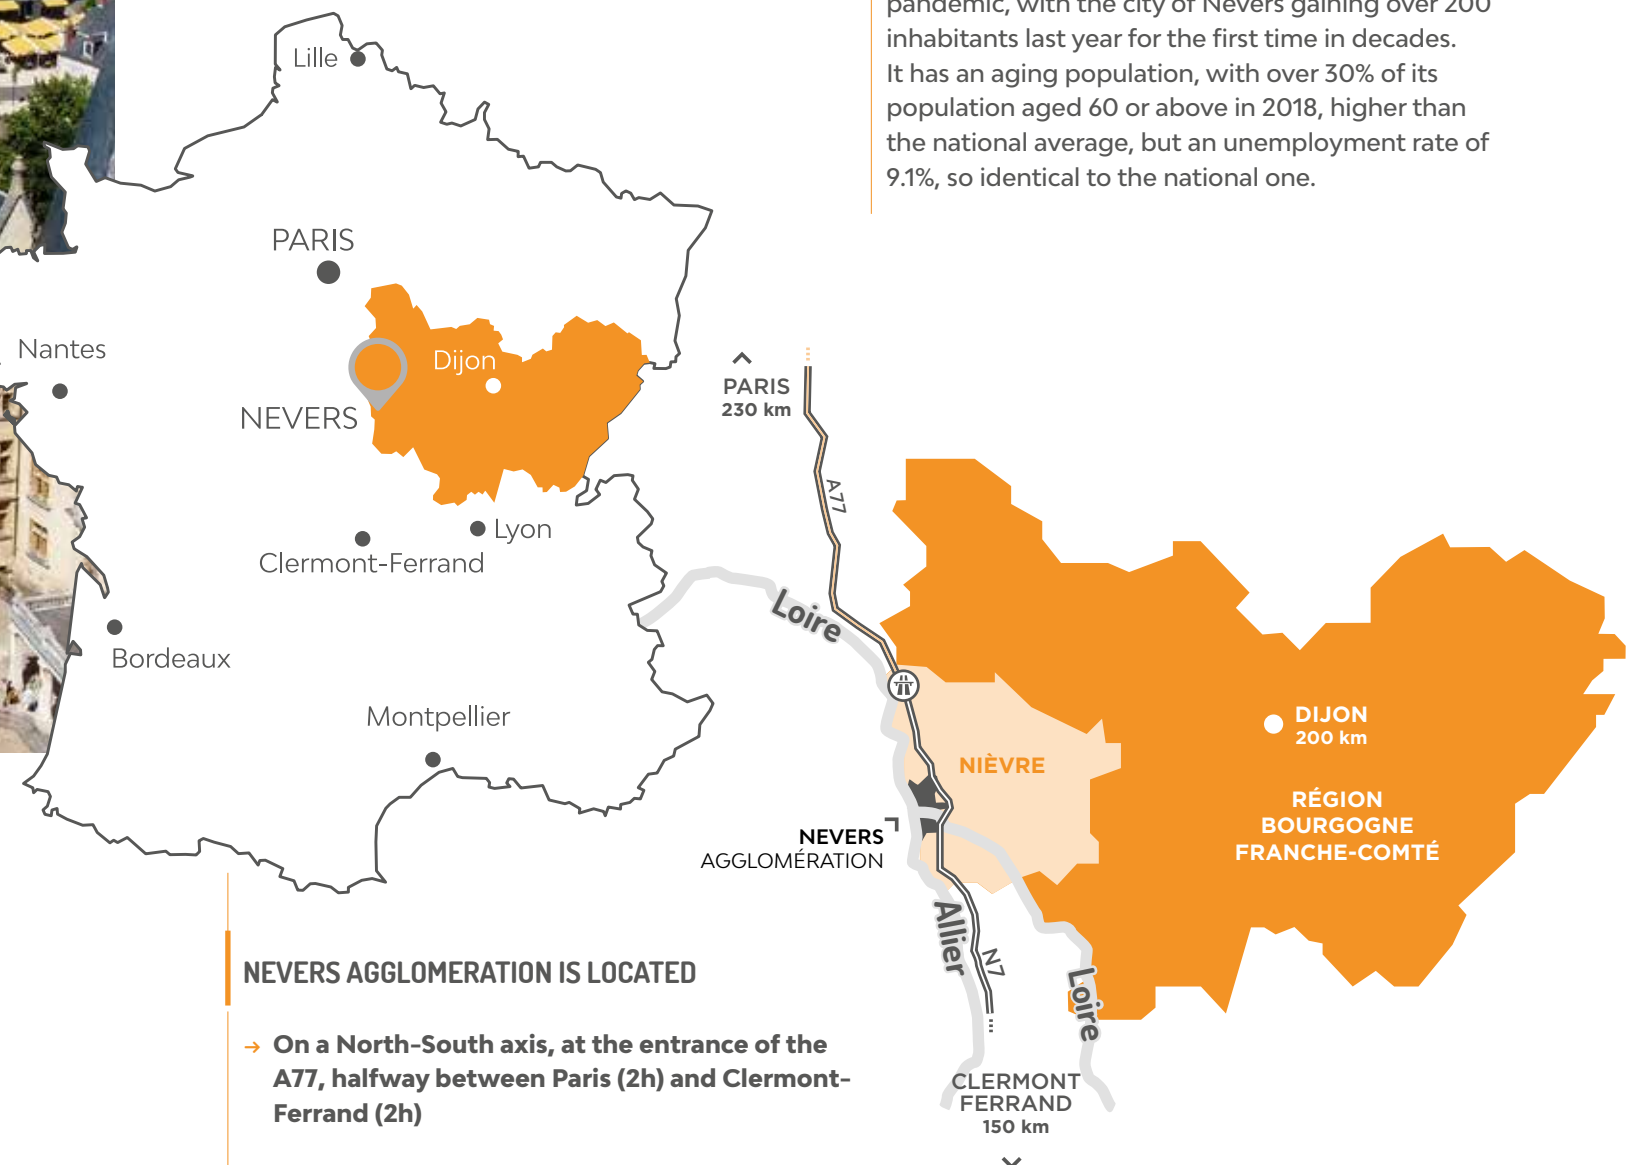 pandemic, with the city of Nevers gaining over 200
inhabitants last year for the first time in decades.
It has an aging population, with over 30% of its
population aged 60 or above in 2018, higher than
the national average, but an unemployment rate of
9.1%, so identical to the national one.
Lille
PARIS
Nantes
Dijon
NEVERS
Lyon
Clermont-Ferrand
Bordeaux
Montpellier
PARIS
230 km
A77
Loire
NIÈVRE
DIJON
200 km
RÉGION
BOURGOGNE
FRANCHE-COMTÉ
NEVERS
AGGLOMÉRATION
Allier
N7
Loire
CLERMONT
FERRAND
150 km
NEVERS AGGLOMERATION IS LOCATED
→ On a North-South axis, at the entrance of the
A77, halfway between Paris (2h) and Clermont-
Ferrand (2h)